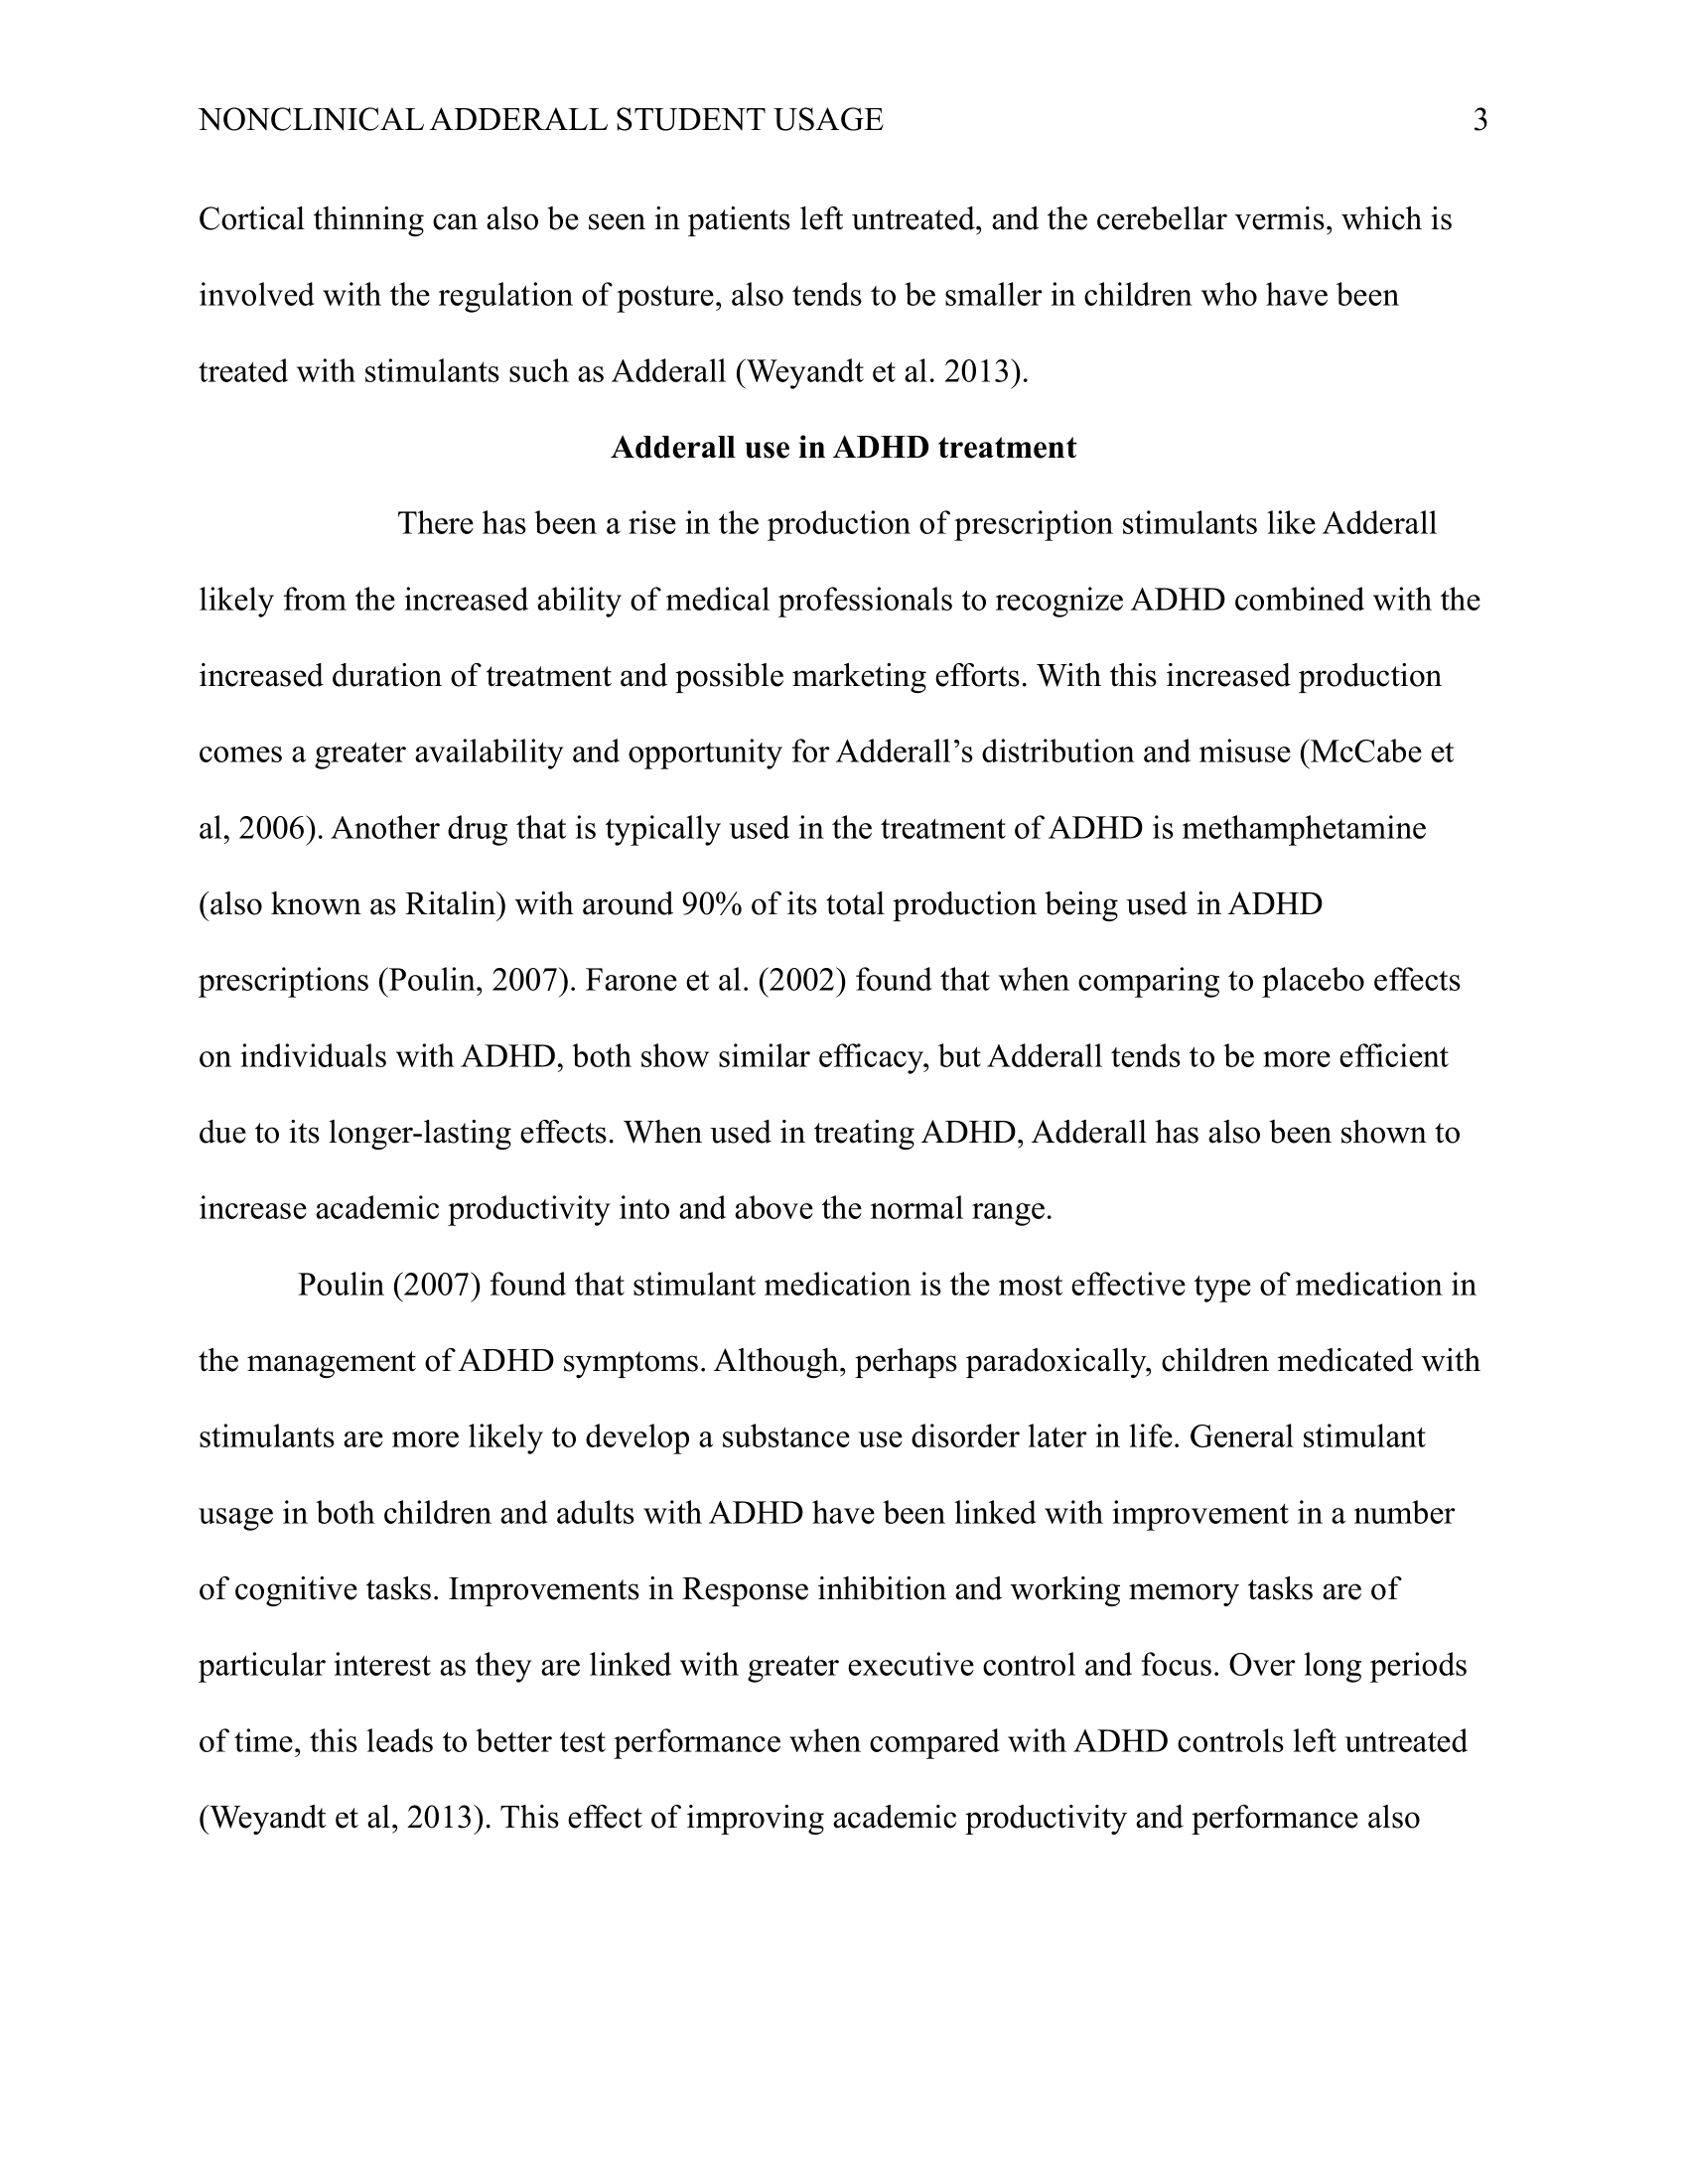 NONCLINICAL ADDERALL STUDENT USAGE 3
Cortical thinning can also be seen in patients left untreated, and the cerebellar vermis, which is
involved with the regulation of posture, also tends to be smaller in children who have been
treated with stimulants such as Adderall (Weyandt et al. 2013).
Adderall use in ADHD treatment
There has been a rise in the production of prescription stimulants like Adderall
likely from the increased ability of medical professionals to recognize ADHD combined with the
increased duration of treatment and possible marketing efforts. With this increased production
comes a greater availability and opportunity for Adderall’s distribution and misuse (McCabe et
al, 2006). Another drug that is typically used in the treatment of ADHD is methamphetamine
(also known as Ritalin) with around 90% of its total production being used in ADHD
prescriptions (Poulin, 2007). Farone et al. (2002) found that when comparing to placebo effects
on individuals with ADHD, both show similar efficacy, but Adderall tends to be more efficient
due to its longer-lasting effects. When used in treating ADHD, Adderall has also been shown to
increase academic productivity into and above the normal range.
Poulin (2007) found that stimulant medication is the most effective type of medication in
the management of ADHD symptoms. Although, perhaps paradoxically, children medicated with
stimulants are more likely to develop a substance use disorder later in life. General stimulant
usage in both children and adults with ADHD have been linked with improvement in a number
of cognitive tasks. Improvements in Response inhibition and working memory tasks are of
particular interest as they are linked with greater executive control and focus. Over long periods
of time, this leads to better test performance when compared with ADHD controls left untreated
(Weyandt et al, 2013). This effect of improving academic productivity and performance also